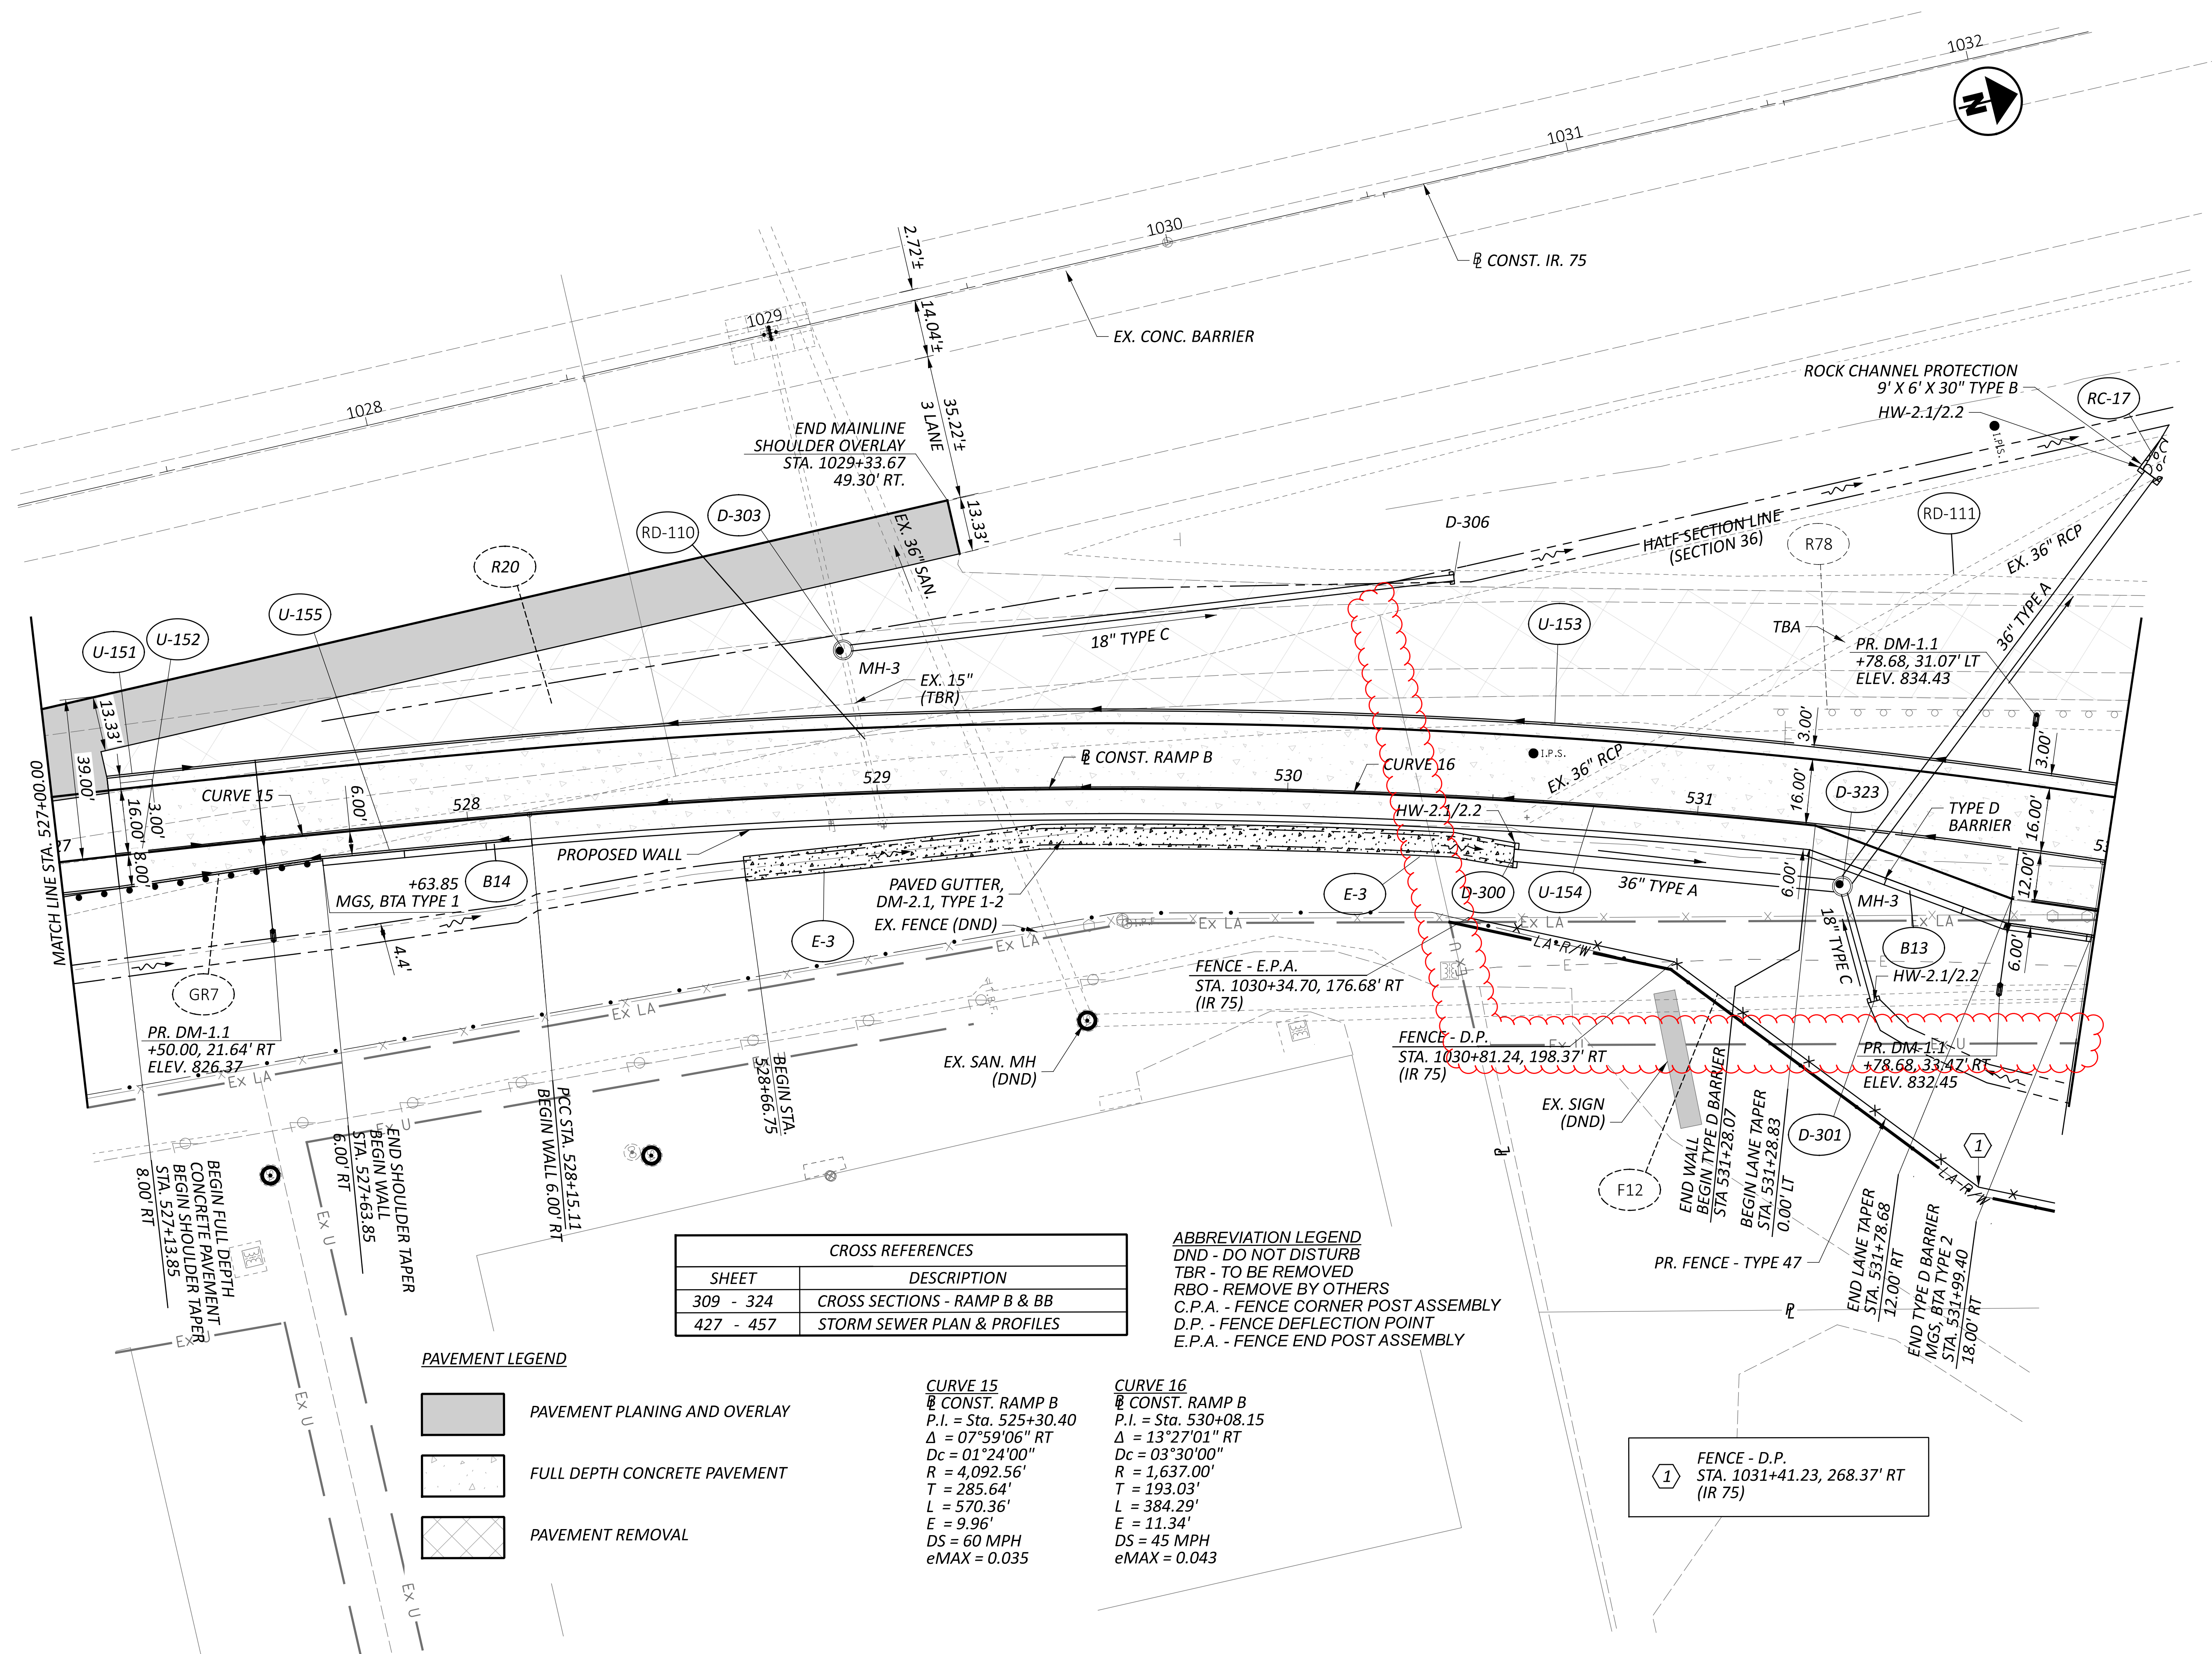 1032
N
1031
1030
2.72'±
℄ CONST. IR. 75
14.04'±
1029
EX. CONC. BARRIER
35.22'±
3 LANE
1028
ROCK CHANNEL PROTECTION
9' X 6' X 30" TYPE B
HW-2.1/2.2
RC-17
I.P.S.
END MAINLINE
SHOULDER OVERLAY
STA. 1029+33.67
49.30' RT.
13.33'
D-303
RD-110
EX. 36" SAN.
D-306
HALF SECTION LINE
(SECTION 36)
R78
RD-111
EX. 36" RCP
R20
36" TYPE A
U-155
U-151
U-152
18" TYPE C
U-153
TBA
PR. DM-1.1
+78.68, 31.07' LT
ELEV. 834.43
MH-3
EX. 15"
(TBR)
13.33'
39.00'
3.00'
3.00'
MATCH LINE STA. 527+00.00
℄ CONST. RAMP B
I.P.S.
EX. 36" RCP
CURVE 16
CURVE 15
6.00'
528
529
530
531
16.00'
D-323
TYPE D
BARRIER
16.00'
16.00'
3.00'
8.00'
27
53
HW-2.1/2.2
PROPOSED WALL
+63.85
MGS, BTA TYPE 1
B14
PAVED GUTTER,
DM-2.1, TYPE 1-2
E-3
D-300
U-154
36" TYPE A
6.00'
12.00'
MH-3
EX. FENCE (DND)
Ex LA
Ex LA
Ex LA
Ex LA
I.P.F.
E-3
4.4'
LA R/W
18" TYPE C
B13
6.00'
HW-2.1/2.2
GR7
FENCE - E.P.A.
STA. 1030+34.70, 176.68' RT
(IR 75)
E
E
Ex LA
Ex LA
PR. DM-1.1
+50.00, 21.64' RT
ELEV. 826.37
FENCE - D.P.
STA. 1030+81.24, 198.37' RT
(IR 75)
Ex U
Ex U
PR. DM-1.1
+78.68, 33.47' RT
ELEV. 832.45
EX. SAN. MH
(DND)
BEGIN STA.
528+66.75
EX. SIGN
(DND)
D-301
1
Ex U
PCC STA. 528+15.11
BEGIN WALL 6.00' RT
END SHOULDER TAPER
BEGIN WALL
STA. 527+63.85
6.00' RT
BEGIN FULL DEPTH
CONCRETE PAVEMENT
BEGIN SHOULDER TAPER
STA. 527+13.85
8.00' RT
F12
END WALL
BEGIN TYPE D BARRIER
STA 531+28.07
BEGIN LANE TAPER
STA. 531+28.83
0.00' LT
LA R/W
END LANE TAPER
STA. 531+78.68
12.00' RT
END TYPE D BARRIER
MGS, BTA TYPE 2
STA. 531+99.40
18.00' RT
PR. FENCE - TYPE 47
Ex U
Ex U
Ex U
Ex U
CROSS REFERENCES
SHEET DESCRIPTION
309 - 324 CROSS SECTIONS - RAMP B & BB
427 - 457 STORM SEWER PLAN & PROFILES
ABBREVIATION LEGEND
DND - DO NOT DISTURB
TBR - TO BE REMOVED
RBO - REMOVE BY OTHERS
C.P.A. - FENCE CORNER POST ASSEMBLY
D.P. - FENCE DEFLECTION POINT
E.P.A. - FENCE END POST ASSEMBLY
PAVEMENT LEGEND
PAVEMENT PLANING AND OVERLAY
FULL DEPTH CONCRETE PAVEMENT
PAVEMENT REMOVAL
CURVE 15
℄ CONST. RAMP B
P.I. = Sta. 525+30.40
Δ = 07°59'06" RT
Dc = 01°24'00"
R = 4,092.56'
T = 285.64'
L = 570.36'
E = 9.96'
DS = 60 MPH
eMAX = 0.035
CURVE 16
℄ CONST. RAMP B
P.I. = Sta. 530+08.15
Δ = 13°27'01" RT
Dc = 03°30'00"
R = 1,637.00'
T = 193.03'
L = 384.29'
E = 11.34'
DS = 45 MPH
eMAX = 0.043
1
FENCE - D.P.
STA. 1031+41.23, 268.37' RT
(IR 75)